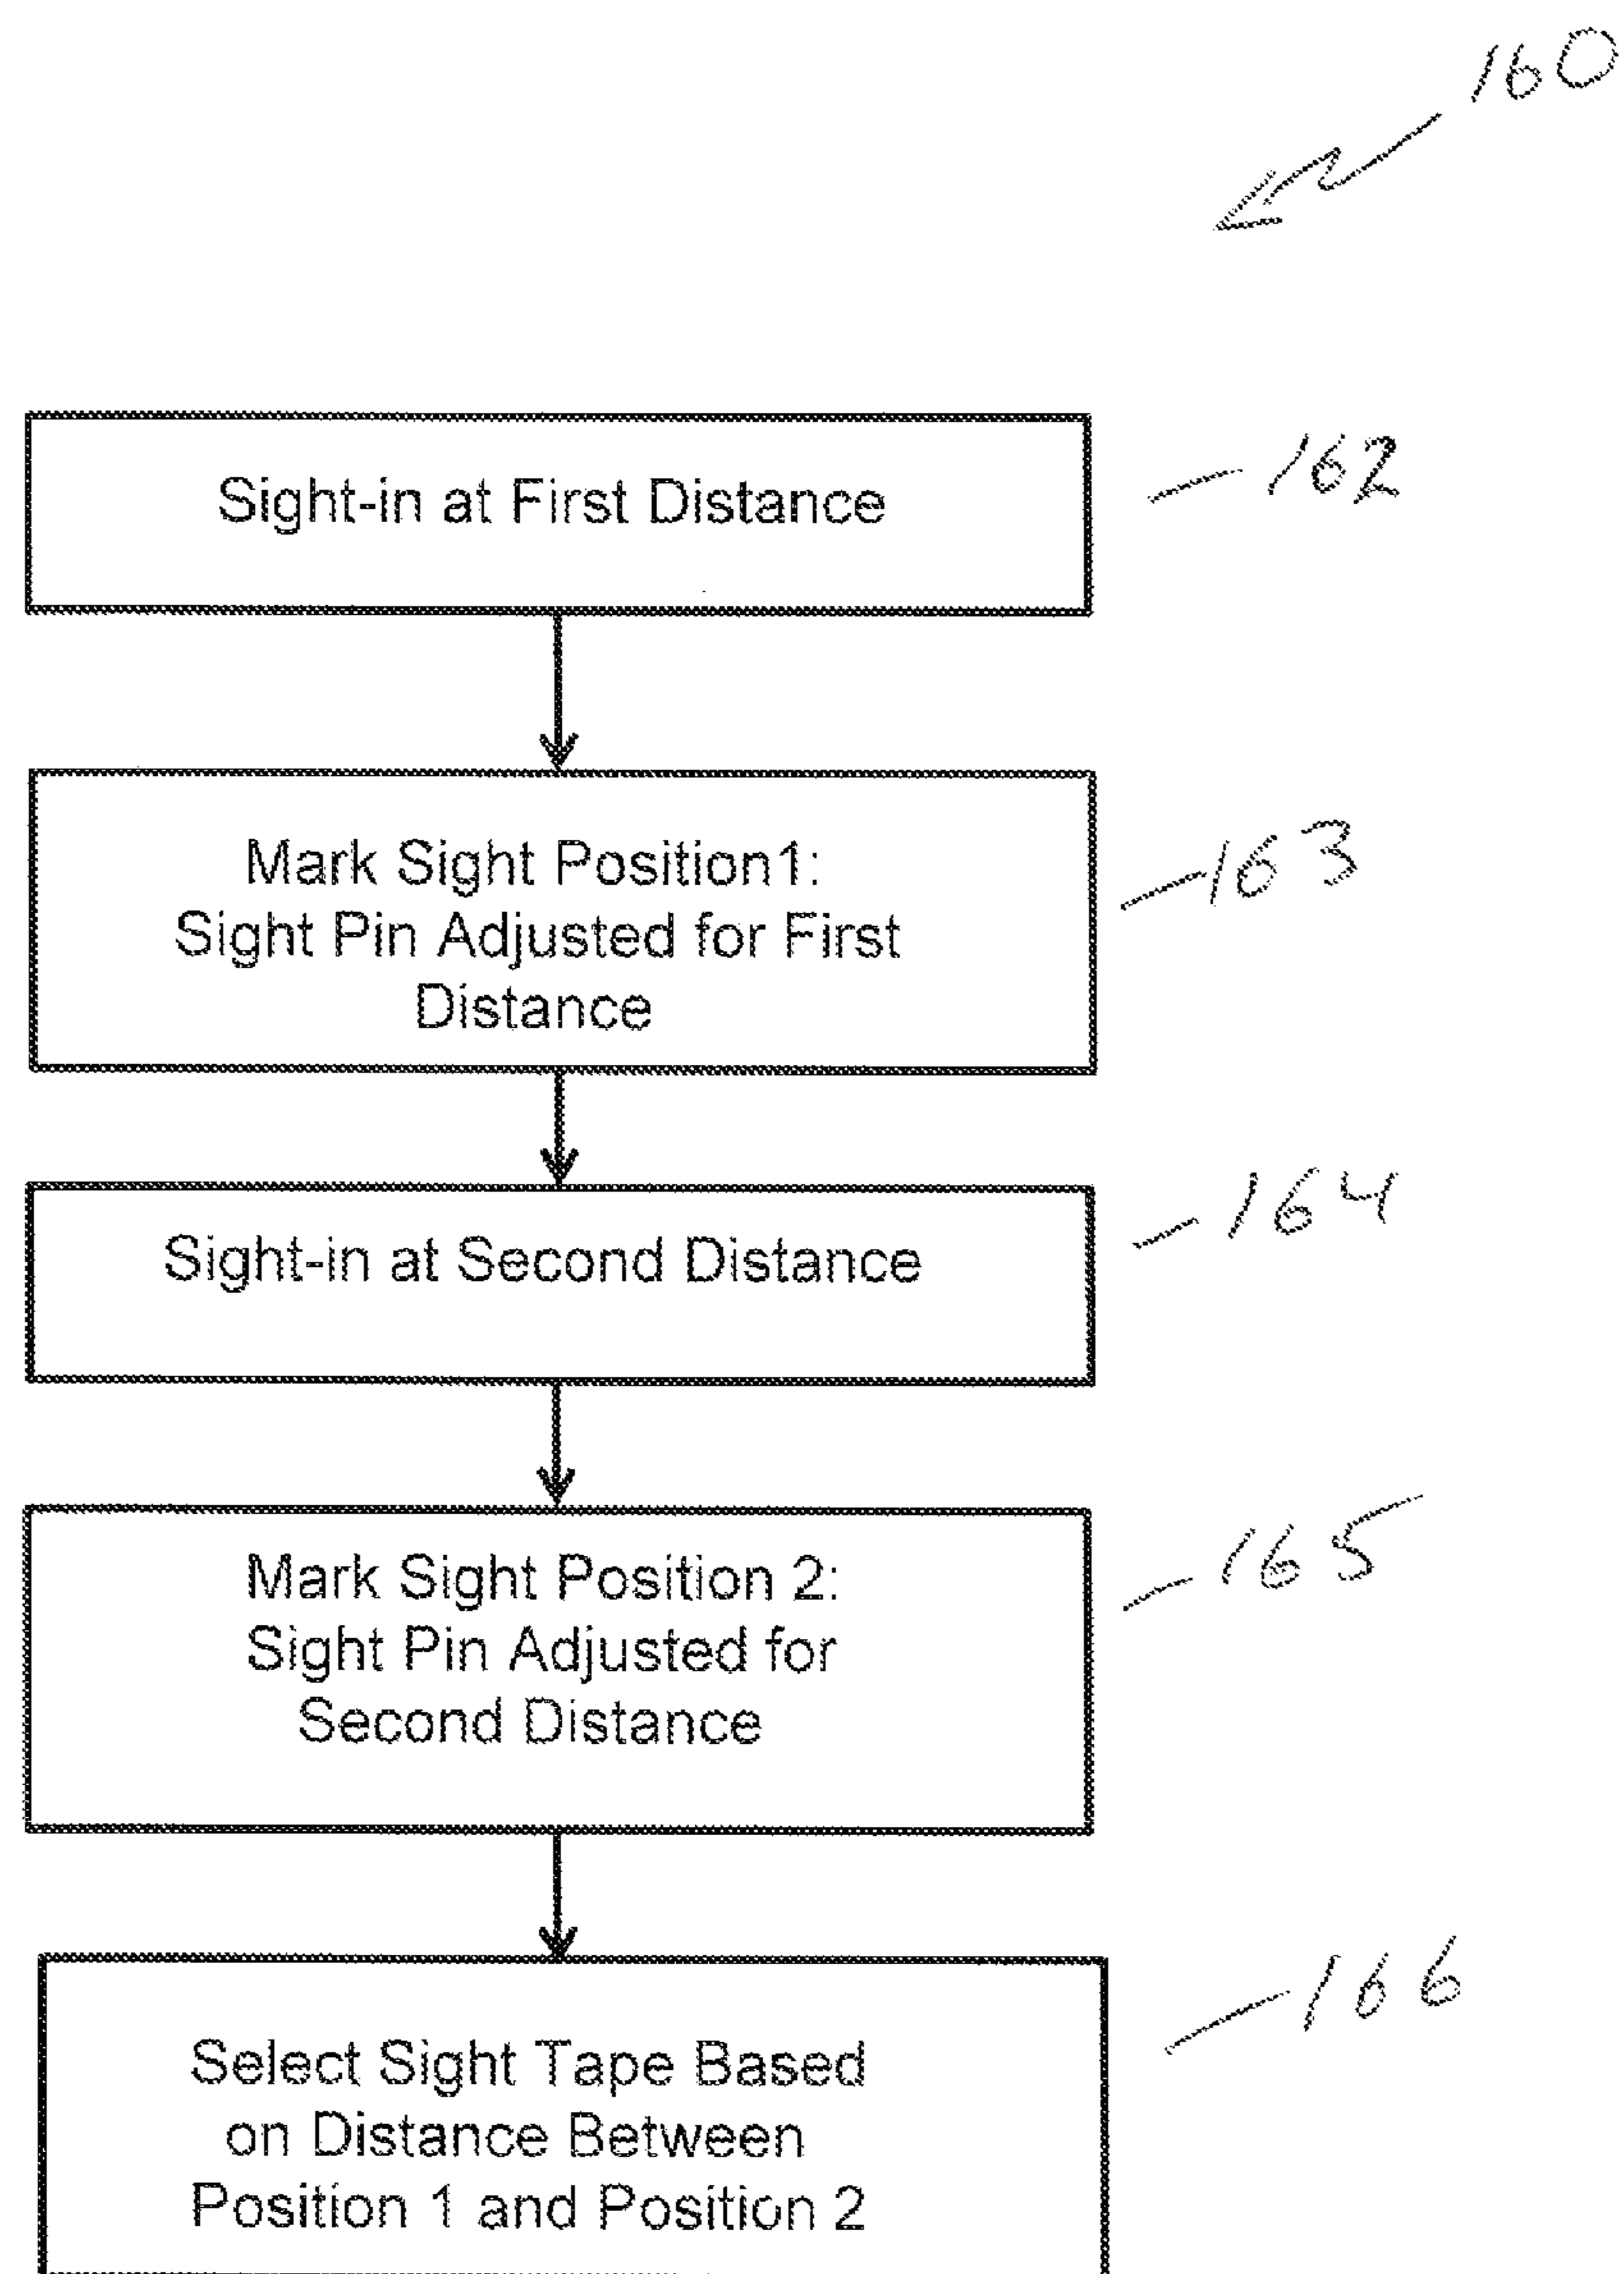 160
Sight-in at First Distance
162
Mark Sight Position1:
Sight Pin Adjusted for First
Distance
163
Sight-in at Second Distance
164
Mark Sight Position 2:
Sight Pin Adjusted for
Second Distance
165
Select Sight Tape Based
on Distance Between
Position 1 and Position 2
166